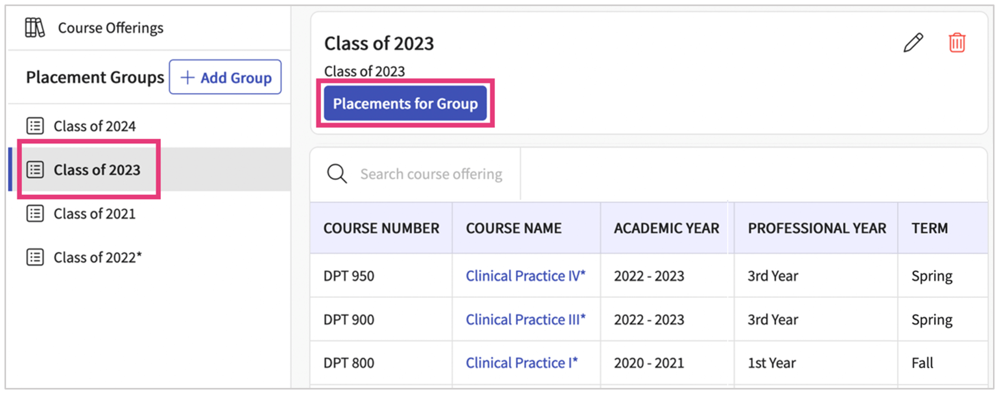 Course Offerings
Placement Groups
+ Add Group
Class of 2024
Class of 2023
Class of 2021
Class of 2022*
Class of 2023
Class of 2023
Placements for Group
Search course offering
COURSE NUMBER COURSE NAME ACADEMIC YEAR PROFESSIONAL YEAR TERM
DPT 950 Clinical Practice IV* 2022 - 2023 3rd Year Spring
DPT 900 Clinical Practice III* 2022 - 2023 3rd Year Spring
DPT 800 Clinical Practice I* 2020 - 2021 1st Year Fall